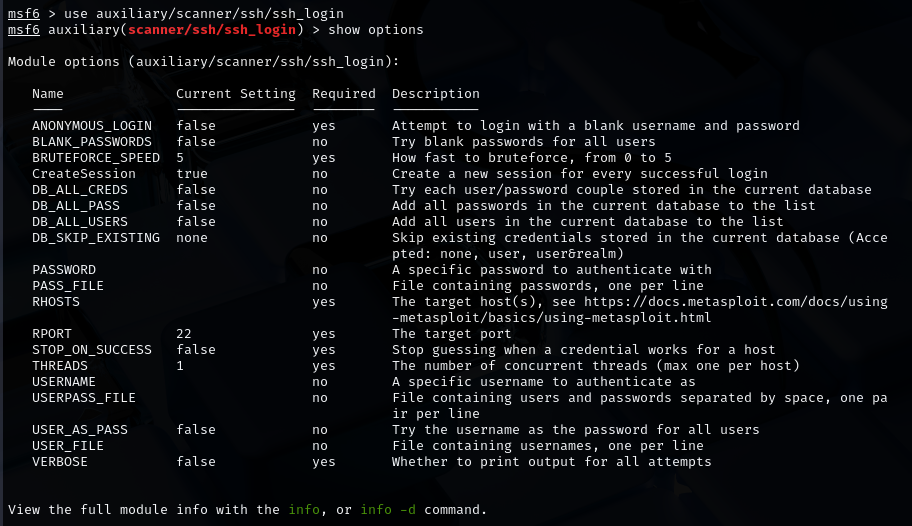 msf6 > use auxiliary/scanner/ssh/ssh_login
msf6 auxiliary(scanner/ssh/ssh_login) > show options
Module options (auxiliary/scanner/ssh/ssh_login):
Name Current Setting Required Description
ANONYMOUS_LOGIN false yes Attempt to login with a blank username and password
BLANK_PASSWORDS false no Try blank passwords for all users
BRUTEFORCE_SPEED 5 yes How fast to bruteforce, from 0 to 5
CreateSession true no Create a new session for every successful login
DB_ALL_CREDS false no Try each user/password couple stored in the current database
DB_ALL_PASS false no Add all passwords in the current database to the list
DB_ALL_USERS false no Add all users in the current database to the list
DB_SKIP_EXISTING none no Skip existing credentials stored in the current database (Acce
pted: none, user, user&realm)
PASSWORD no A specific password to authenticate with
PASS_FILE no File containing passwords, one per line
RHOSTS yes The target host(s), see https://docs.metasploit.com/docs/using
-metasploit/basics/using-metasploit.html
RPORT 22 yes The target port
STOP_ON_SUCCESS false yes Stop guessing when a credential works for a host
THREADS 1 yes The number of concurrent threads (max one per host)
USERNAME no A specific username to authenticate as
USERPASS_FILE no File containing users and passwords separated by space, one pa
ir per line
USER_AS_PASS false no Try the username as the password for all users
USER_FILE no File containing usernames, one per line
VERBOSE false yes Whether to print output for all attempts
View the full module info with the info, or info -d command.